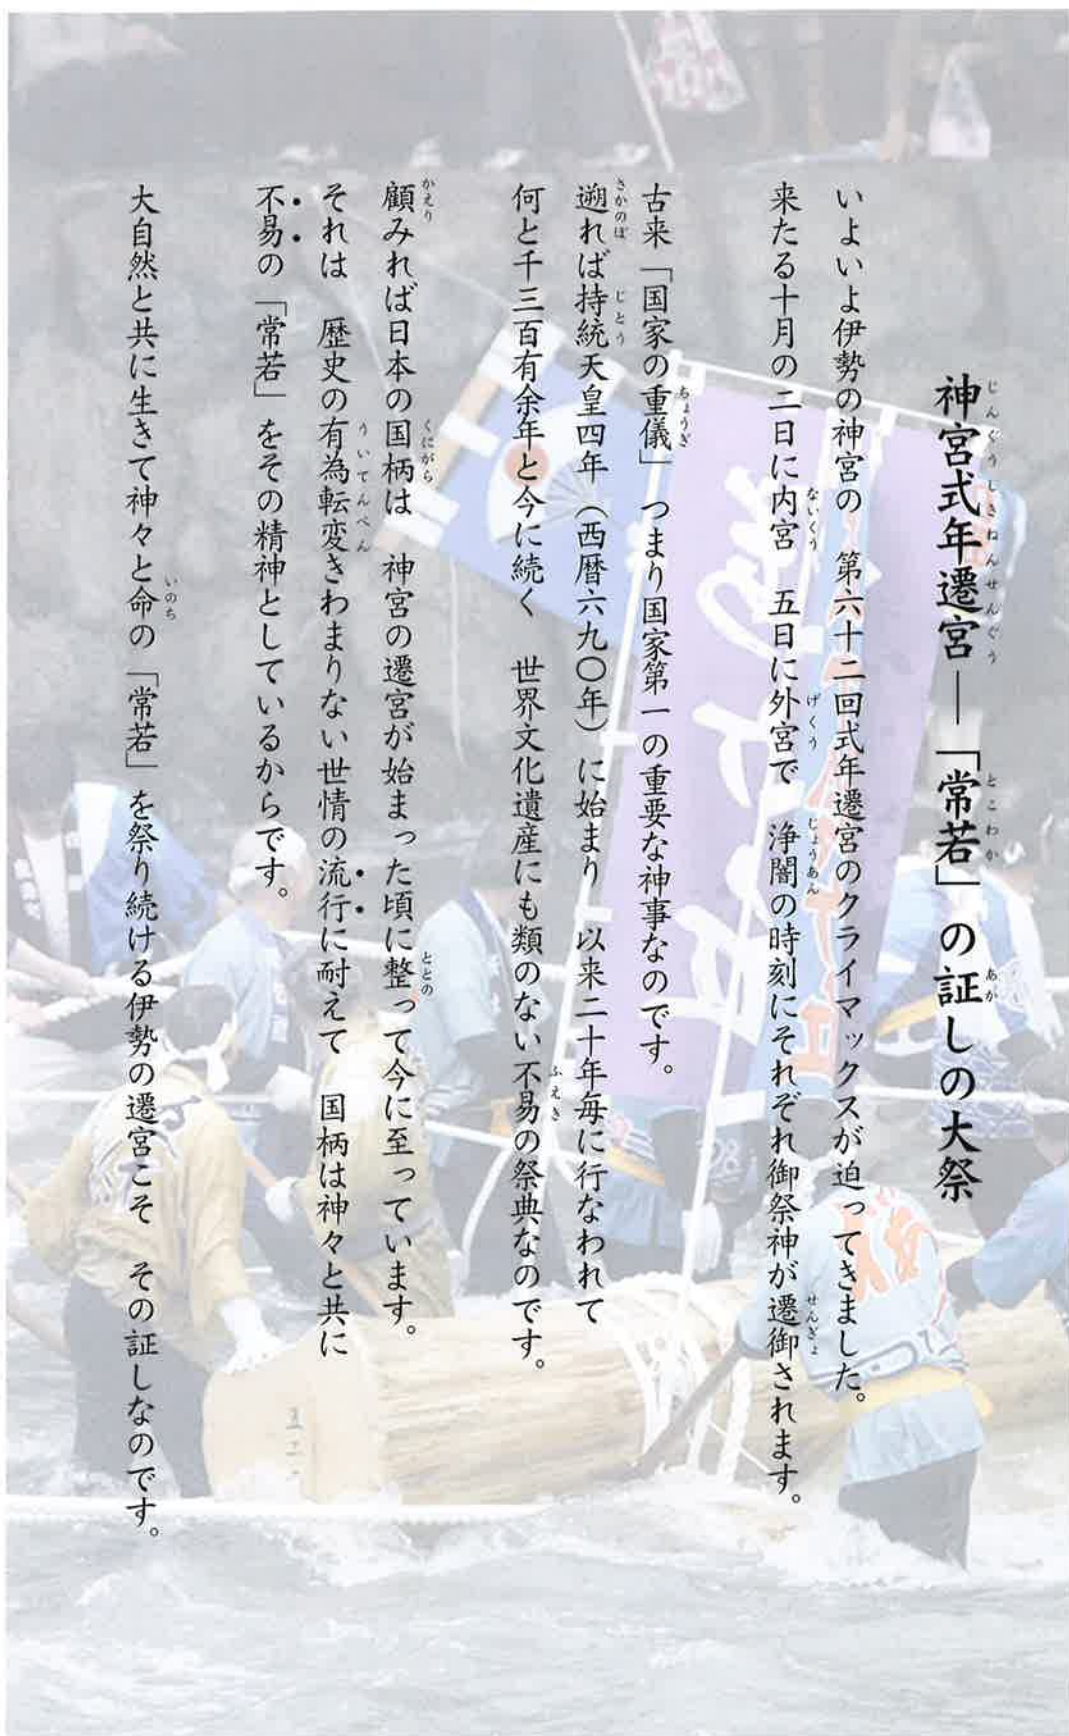 神宮式年遷宮―「常若」の証しの大祭
いよいよ伊勢の神宮の　第六十二回式年遷宮のクライマックスが迫ってきました。
来たる十月の二日に内宮　五日に外宮で　浄闇の時刻にそれぞれ御祭神が遷御されます。
古来「国家の重儀」　つまり国家第一の重要な神事なのです。
遡れば持統天皇四年（西暦六九〇年）に始まり　以来二十年毎に行なわれて
何と千三百有余年と今に続く　世界文化遺産にも類のない不易の祭典なのです。
顧みれば日本の国柄は　神宮の遷宮が始まった頃に整って今に至っています。
それは　歴史の有為転変きわまりない世情の流行に耐えて　国柄は神々と共に
不易の「常若」をその精神としているからです。
大自然と共に生きて神々と命の「常若」を祭り続ける伊勢の遷宮こそ　その証しなのです。